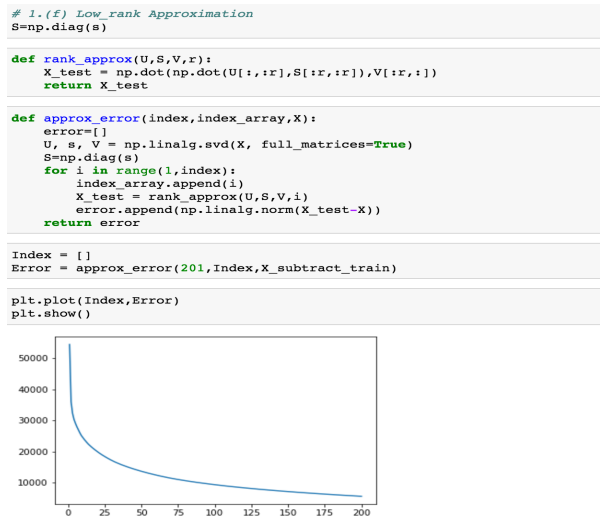 # 1.(f) Low_rank Approximation
S=np.diag(s)
def rank_approx(U,S,V,r):
    X_test = np.dot(np.dot(U[:,:r],S[:r,:r]),V[:r,:])
    return X_test
def approx_error(index,index_array,X):
    error=[]
    U, s, V = np.linalg.svd(X, full_matrices=True)
    S=np.diag(s)
    for i in range(1,index):
        index_array.append(i)
        X_test = rank_approx(U,S,V,i)
        error.append(np.linalg.norm(X_test-X))
    return error
Index = []
Error = approx_error(201,Index,X_subtract_train)
plt.plot(Index,Error)
plt.show()
50000
40000
30000
20000
10000
0 25 50 75 100 125 150 175 200